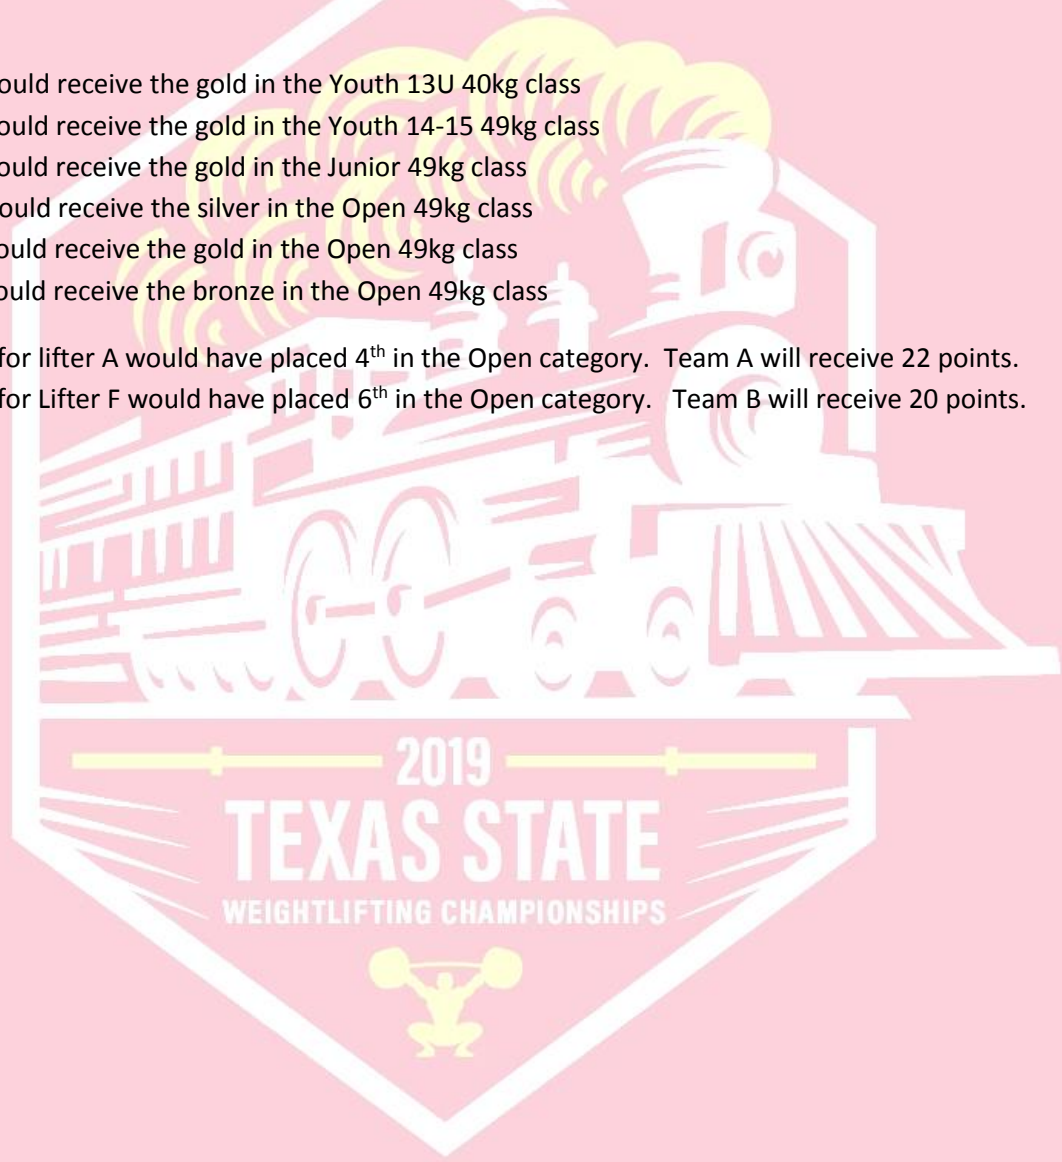 ould receive the gold in the Youth 13U 40kg class
ould receive the gold in the Youth 14-15 49kg class
ould receive the gold in the Junior 49kg class
ould receive the silver in the Open 49kg class
ould receive the gold in the Open 49kg class
ould receive the bronze in the Open 49kg class
for lifter A would have placed 4th in the Open category. Team A will receive 22 points.
for Lifter F would have placed 6th in the Open category. Team B will receive 20 points.
2019
TEXAS STATE
WEIGHTLIFTING CHAMPIONSHIPS